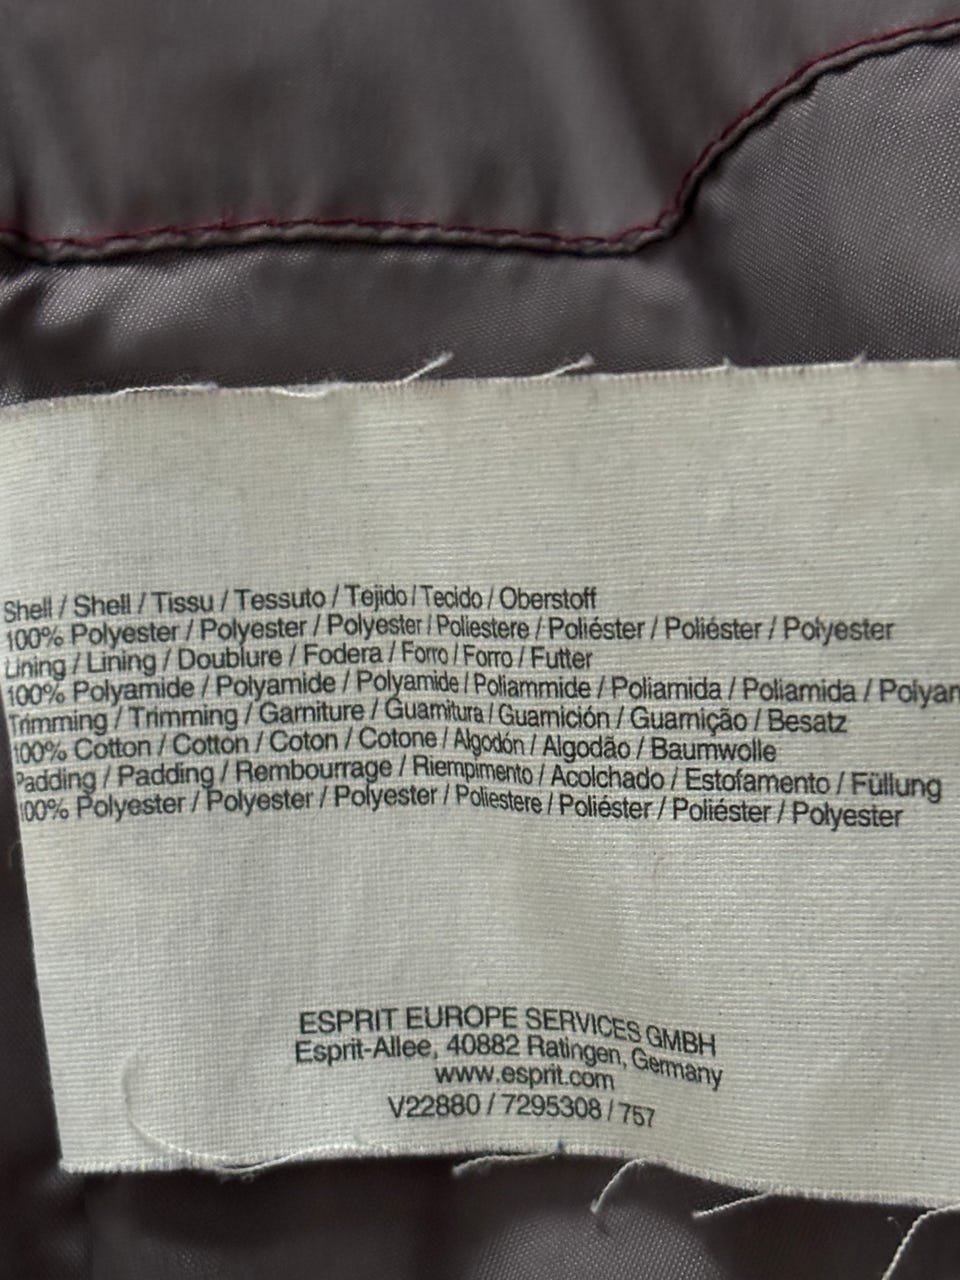 Shell / Shell / Tissu / Tessuto / Tejido / Tecido / Oberstoff
100% Polyester / Polyester / Polyester / Poliestere / Poliéster / Poliéster / Polyester
Lining / Lining / Doublure / Fodera / Forro / Forro / Futter
100% Polyamide / Polyamide / Polyamide / Poliammide / Poliamida / Poliamida / Polyam
Trimming / Trimming / Garniture / Guarnitura / Guarnición / Guarnição / Besatz
100% Cotton / Cotton / Coton / Cotone / Algodón / Algodão / Baumwolle
Padding / Padding / Rembourrage / Riempimento / Acolchado / Estofamento / Füllung
100% Polyester / Polyester / Polyester / Poliestere / Poliéster / Poliéster / Polyester
ESPRIT EUROPE SERVICES GMBH
Esprit-Allee, 40882 Ratingen, Germany
www.esprit.com
V22880 / 7295308 / 757